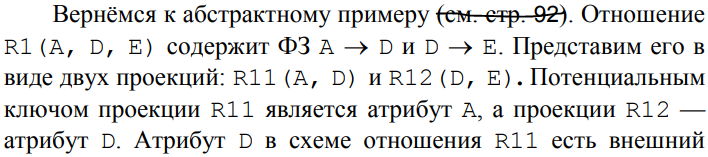 Вернёмся к абстрактному примеру (см. стр. 92). Отношение
R1(A, D, E) содержит ФЗ A → D и D → E. Представим его в
виде двух проекций: R11(A, D) и R12(D, E). Потенциальным
ключом проекции R11 является атрибут A, а проекции R12 —
атрибут D. Атрибут D в схеме отношения R11 есть внешний